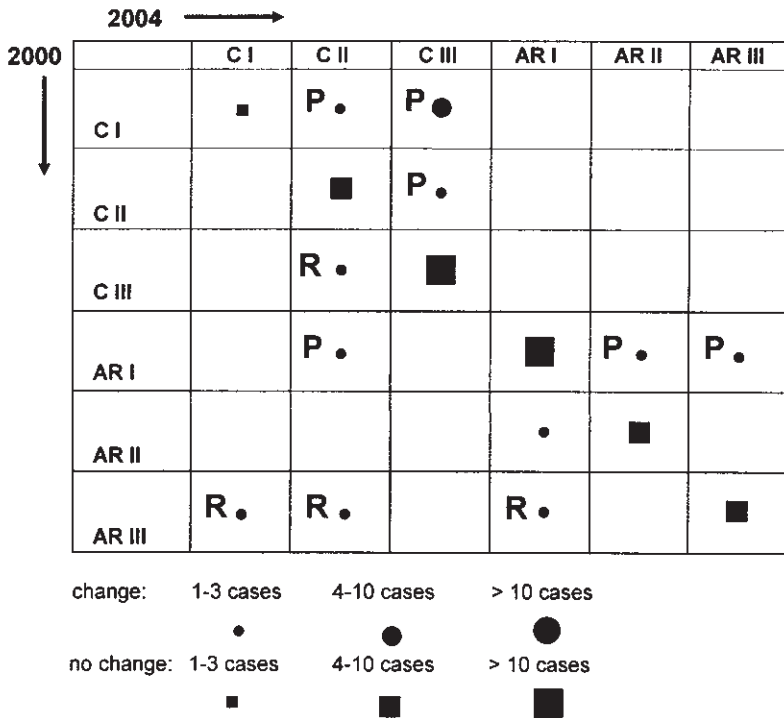 2004
2000 C I C II C III AR I AR II AR III
P P
C I
P
C II
R
C III
P P P
AR I
AR II
R R R
AR III
change: 1-3 cases 4-10 cases > 10 cases
no change: 1-3 cases 4-10 cases > 10 cases